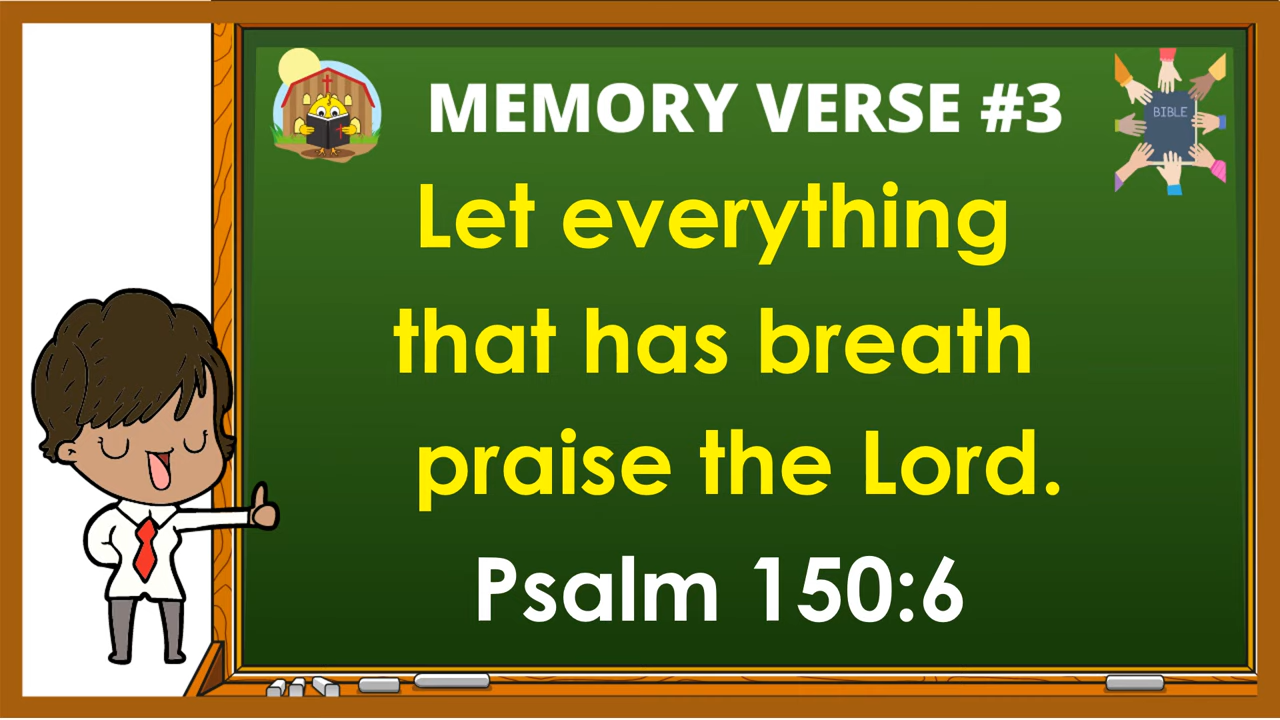 MEMORY VERSE #3
BIBLE
Let everything
that has breath
praise the Lord.
Psalm 150:6